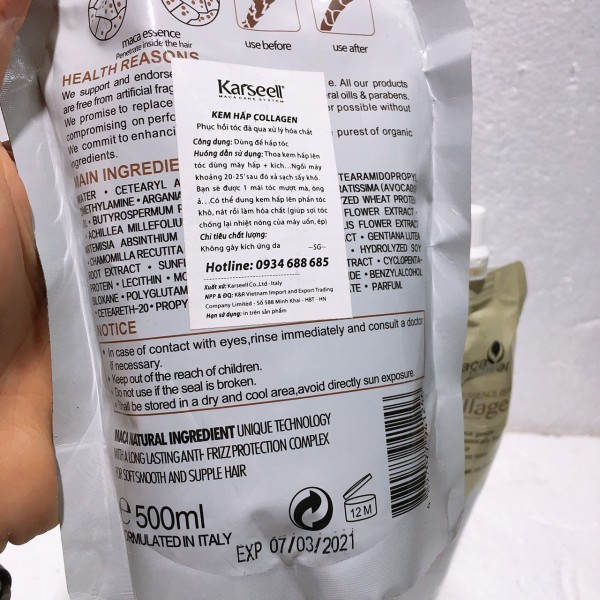 maca essence
Penetrate inside the hair
use before
use after
HEALTH REASONS
We support and endorse
e. All our products
are free from artificial frag
ral oils & parabens.
We promise to replace
r possible without
compromising on perfo
We commit to enhanci
purest of organic
ingredients.
Karseell
MACA CARE SYSTEM
KEM HẤP COLLAGEN
Phục hồi tóc đã qua xử lý hóa chất
Công dụng: Dùng để hấp tóc
Hướng dẫn sử dụng: Thoa kem hấp lên
tóc dùng máy hấp + kích...Ngồi máy
khoảng 20-25'sau đó xả sạch sấy khô.
Bạn sẽ được 1 mái tóc mượt mà, óng
ả...Có thể dung kem hấp lên phần tóc
khô, nát rồi làm hóa chất (giúp sợi tóc
chống lại nhiệt nóng của máy uốn, ép)
Chỉ tiêu chất lượng:
Không gây kích ứng da --SG--
Hotline: 0934 688 685
Xuất xứ: Karseell Co.,Ltd - Italy
NPP & ĐQ: K&R Vietnam Import and Export Trading
Company Limited - Số 588 Minh Khai - HBT - HN
Hạn sử dụng: in trên sản phẩm
MAIN INGREDIE
WATER • CETEARYL A
TEARAMIDOPROPYL
METHYLAMINE • ARGANIA
RATISSIMA (AVOCADO
OIL • BUTYROSPERMUM P
YZED WHEAT PROTEIN
• ACHILLEA MILLEFOLIU
FLOWER EXTRACT •
ARTEMISIA ABSINTHIUM
LIS FLOWER EXTRACT
• CHAMOMILLA RECUTITA
CT • GENTIANA LUTEA
ROOT EXTRACT • SUNFL
• HYDROLYZED SOY
PROTEIN • LECITHIN • MO
TRACT • CYCLOPENTA-
SILOXANE • POLYGLUTAM
DE • BENZYLALCOHOL
• CETEARETH-20 • PROPY
TE • PARFUM.
NOTICE
• In case of contact with eyes,rinse immediately and consult a doctor
if necessary.
• Keep out of the reach of children.
• Do not use if the seal is broken.
• Shall be stored in a dry and cool area,avoid directly sun exposure.
MACA NATURAL INGREDIENT UNIQUE TECHNOLOGY
WITH A LONG LASTING ANTI- FRIZZ PROTECTION COMPLEX
FOR SOFT SMOOTH AND SUPPLE HAIR
e 500ml
12 M
FORMULATED IN ITALY
EXP 07/03/2021